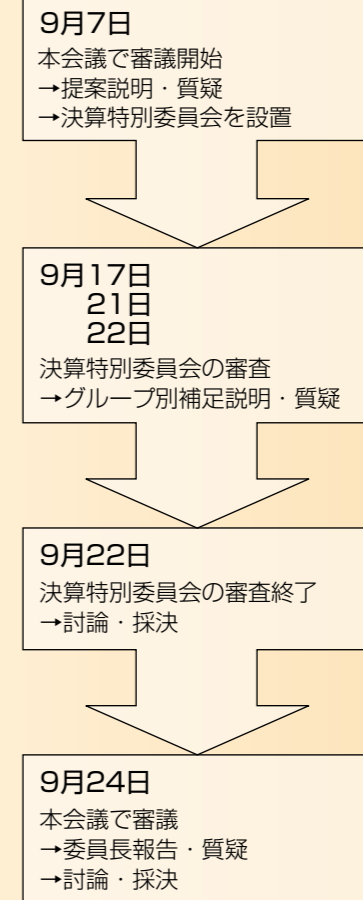 9月7日
本会議で審議開始
→提案説明・質疑
→決算特別委員会を設置
9月17日
21日
22日
決算特別委員会の審査
→グループ別補足説明・質疑
9月22日
決算特別委員会の審査終了
→討論・採決
9月24日
本会議で審議
→委員長報告・質疑
→討論・採決